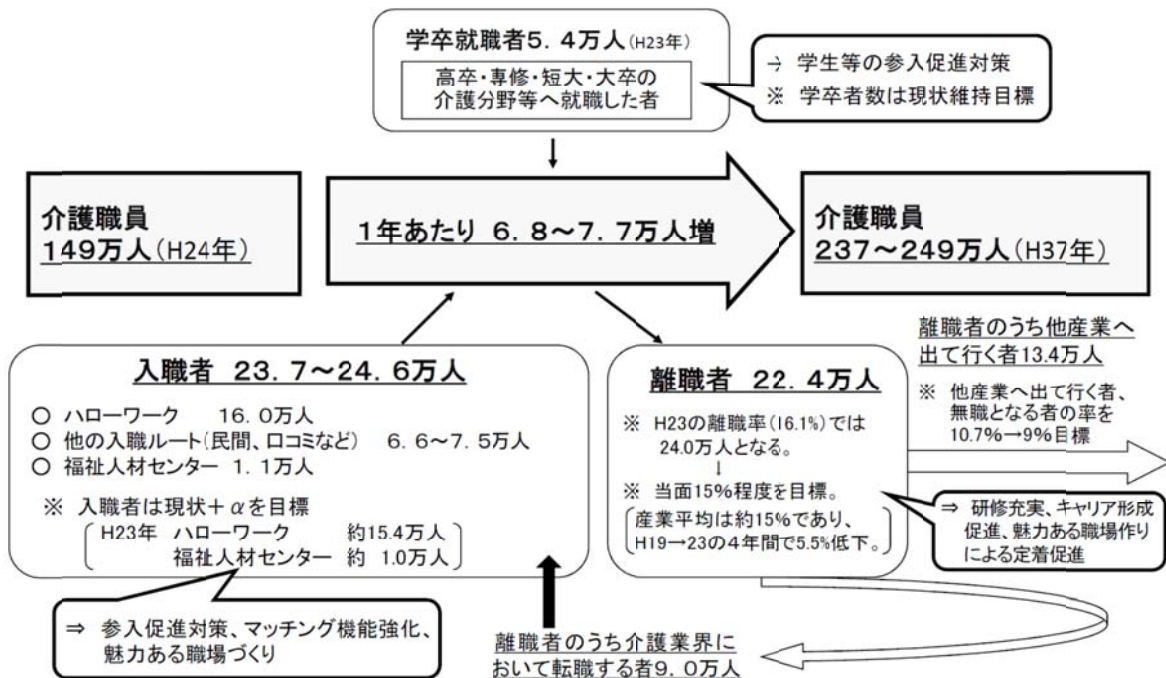 学卒就職者5.4万人(H23年)
高卒・専修・短大・大卒の
介護分野等へ就職した者
→ 学生等の参入促進対策
※ 学卒者数は現状維持目標
介護職員
149万人(H24年)
1年あたり 6.8~7.7万人増
介護職員
237~249万人(H37年)
入職者 23.7~24.6万人
○ ハローワーク 16.0万人
○ 他の入職ルート(民間、口コミなど) 6.6~7.5万人
○ 福祉人材センター 1.1万人
※ 入職者は現状+αを目標
H23年 ハローワーク 約15.4万人
福祉人材センター 約 1.0万人
⇒ 参入促進対策、マッチング機能強化、
魅力ある職場づくり
離職者 22.4万人
※ H23の離職率(16.1%)では
24.0万人となる。
↓
※ 当面15%程度を目標。
産業平均は約15%であり、
H19→23の4年間で5.5%低下。
離職者のうち他産業へ
出て行く者13.4万人
※ 他産業へ出て行く者、
無職となる者の率を
10.7%→9%目標
⇒ 研修充実、キャリア形成
促進、魅力ある職場作り
による定着促進
離職者のうち介護業界に
おいて転職する者9.0万人